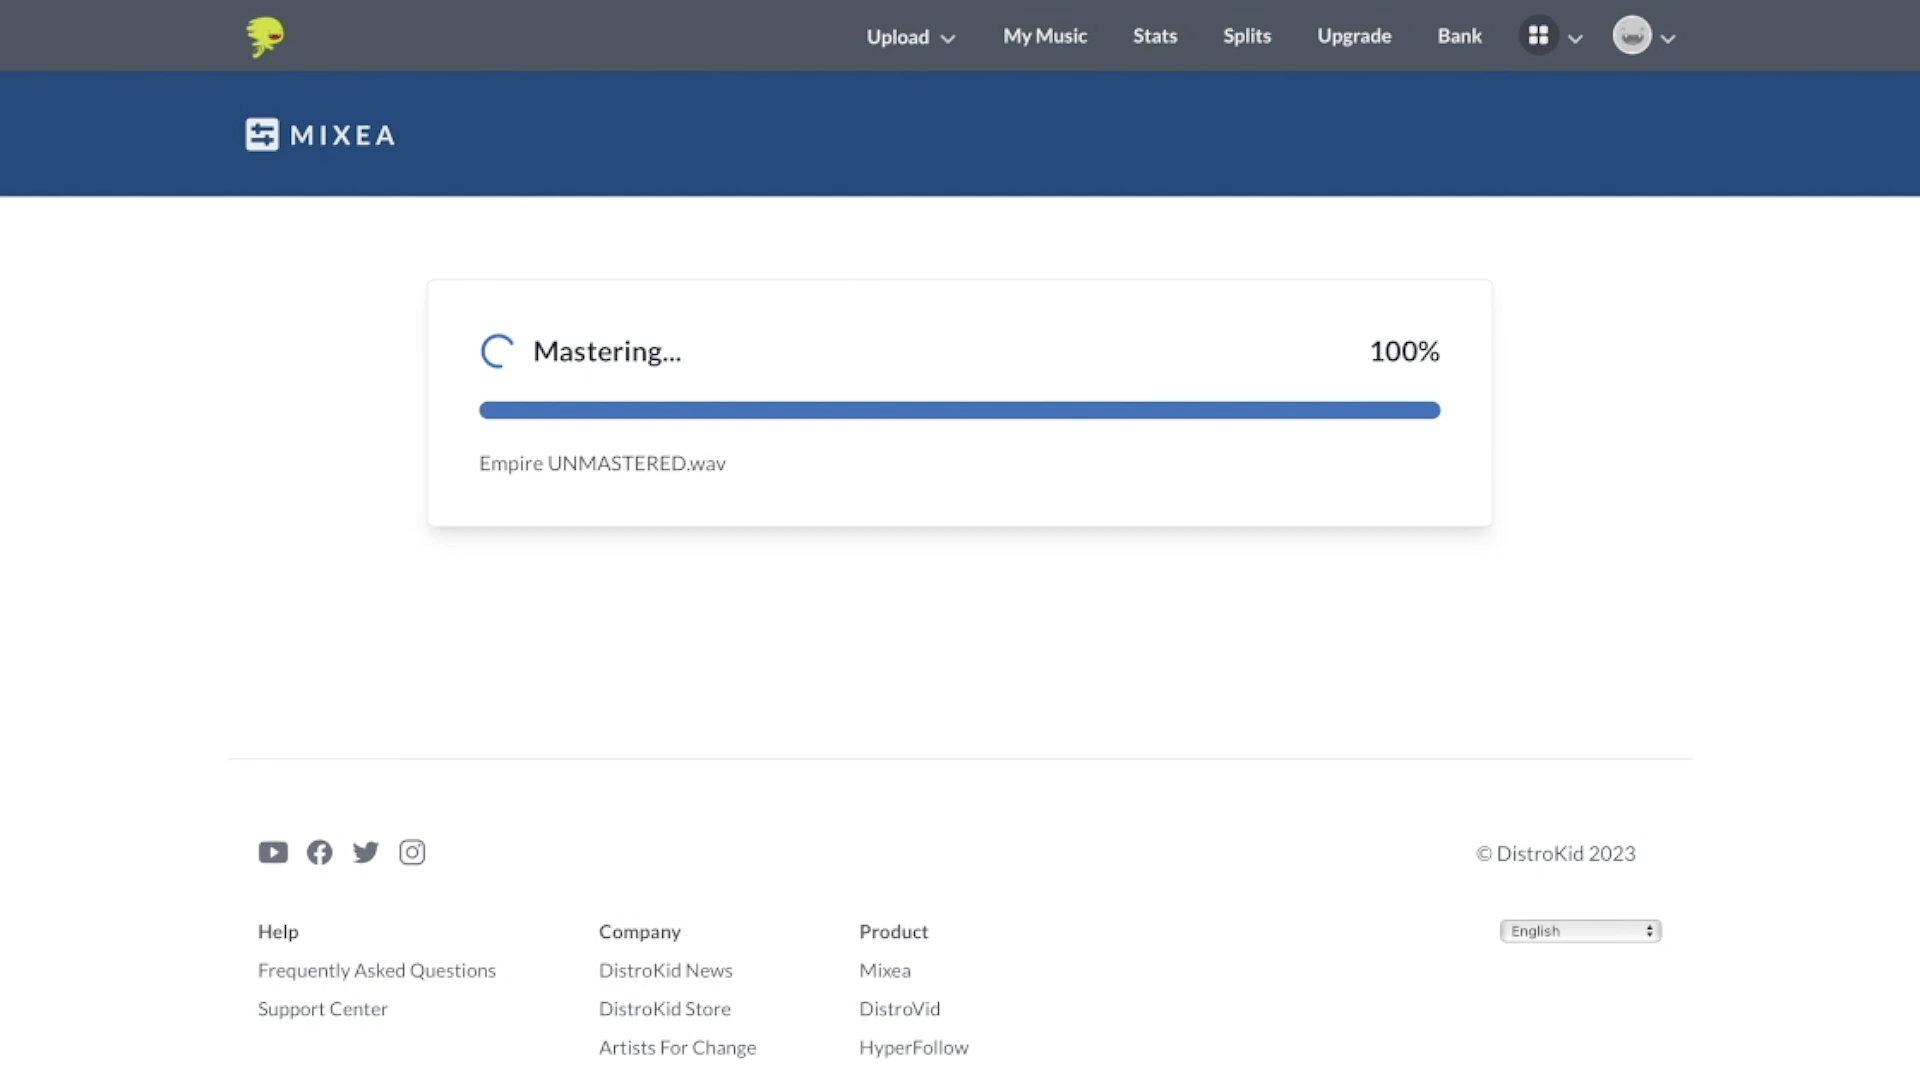 Upload My Music Stats Splits Upgrade Bank
MIXEA
Mastering... 100%
Empire UNMASTERED.wav
© DistroKid 2023
Help Company Product English
Frequently Asked Questions DistroKid News Mixea
Support Center DistroKid Store DistroVid
Artists For Change HyperFollow